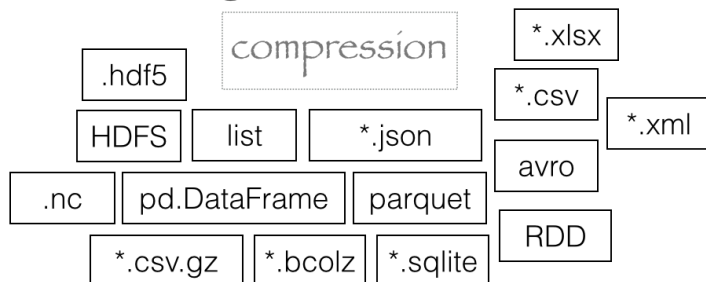 compression
*.xlsx
.hdf5
*.csv
*.xml
HDFS
list
*.json
avro
.nc
pd.DataFrame
parquet
RDD
*.csv.gz
*.bcolz
*.sqlite